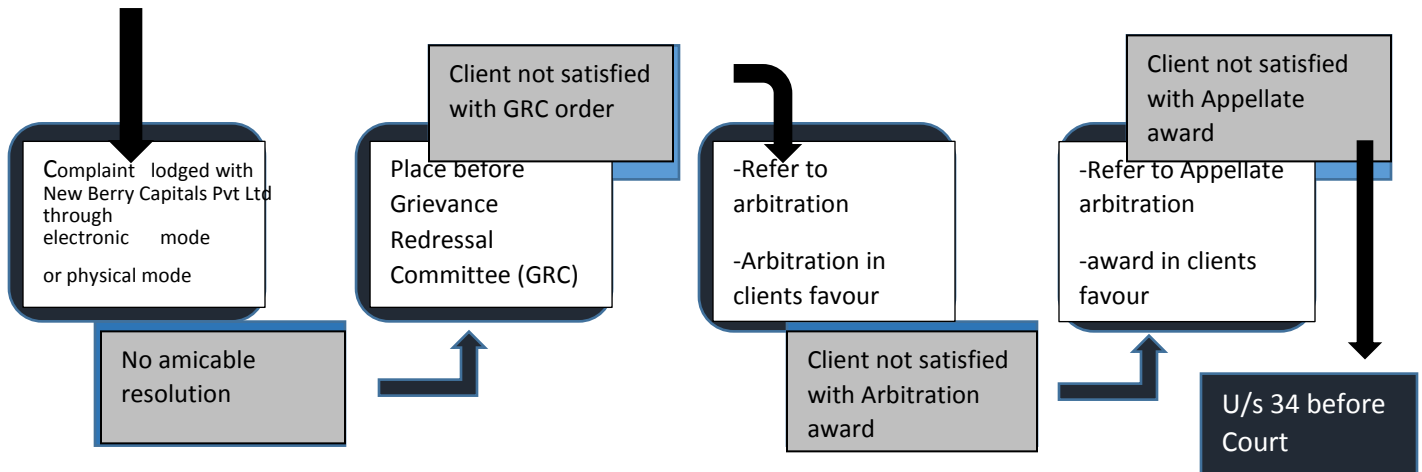 Complaint lodged with
New Berry Capitals Pvt Ltd
through
electronic mode
or physical mode
No amicable
resolution
Place before
Grievance
Redressal
Committee (GRC)
Client not satisfied
with GRC order
-Refer to
arbitration
-Arbitration in
clients favour
Client not satisfied
with Arbitration
award
-Refer to Appellate
arbitration
-award in clients
favour
Client not satisfied
with Appellate
award
U/s 34 before
Court